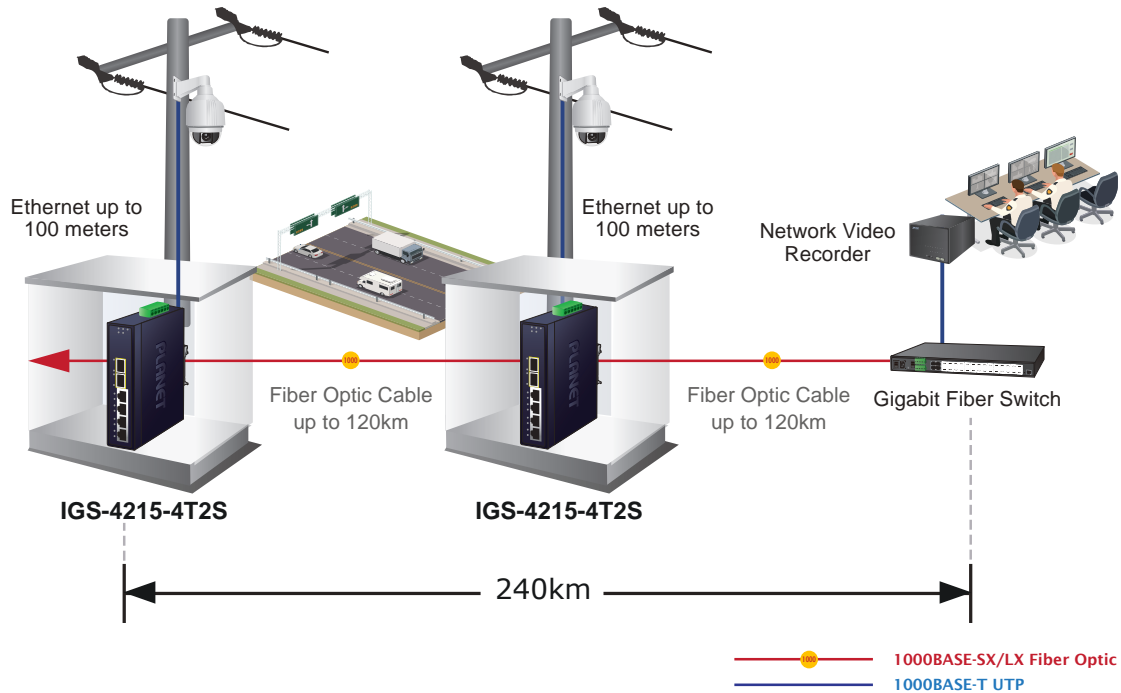 Ethernet up to
100 meters
Ethernet up to
100 meters
Network Video
Recorder
PLANET
1000
PLANET
1000
Fiber Optic Cable
up to 120km
Fiber Optic Cable
up to 120km
Gigabit Fiber Switch
IGS-4215-4T2S
IGS-4215-4T2S
240km
1000
1000BASE-SX/LX Fiber Optic
1000BASE-T UTP